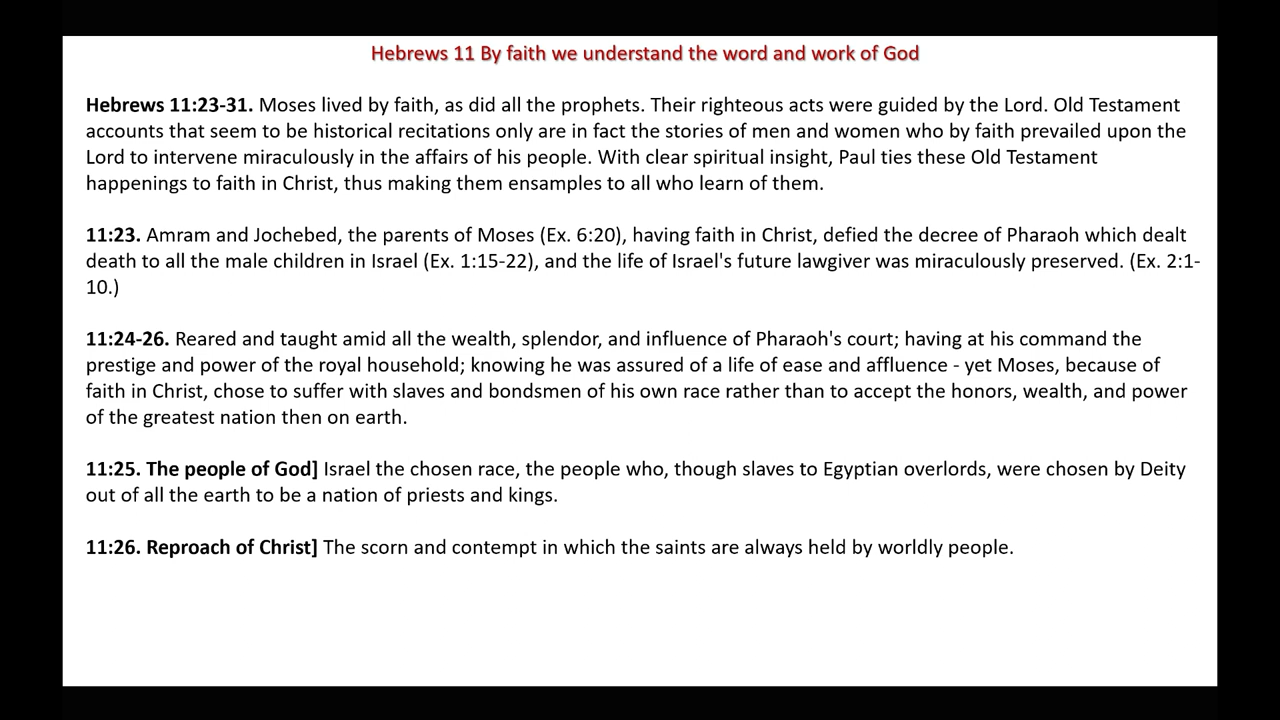 Hebrews 11 By faith we understand the word and work of God
Hebrews 11:23-31. Moses lived by faith, as did all the prophets. Their righteous acts were guided by the Lord. Old Testament
accounts that seem to be historical recitations only are in fact the stories of men and women who by faith prevailed upon the
Lord to intervene miraculously in the affairs of his people. With clear spiritual insight, Paul ties these Old Testament
happenings to faith in Christ, thus making them ensamples to all who learn of them.
11:23. Amram and Jochebed, the parents of Moses (Ex. 6:20), having faith in Christ, defied the decree of Pharaoh which dealt
death to all the male children in Israel (Ex. 1:15-22), and the life of Israel's future lawgiver was miraculously preserved. (Ex. 2:1-
10.)
11:24-26. Reared and taught amid all the wealth, splendor, and influence of Pharaoh's court; having at his command the
prestige and power of the royal household; knowing he was assured of a life of ease and affluence - yet Moses, because of
faith in Christ, chose to suffer with slaves and bondsmen of his own race rather than to accept the honors, wealth, and power
of the greatest nation then on earth.
11:25. The people of God] Israel the chosen race, the people who, though slaves to Egyptian overlords, were chosen by Deity
out of all the earth to be a nation of priests and kings.
11:26. Reproach of Christ] The scorn and contempt in which the saints are always held by worldly people.